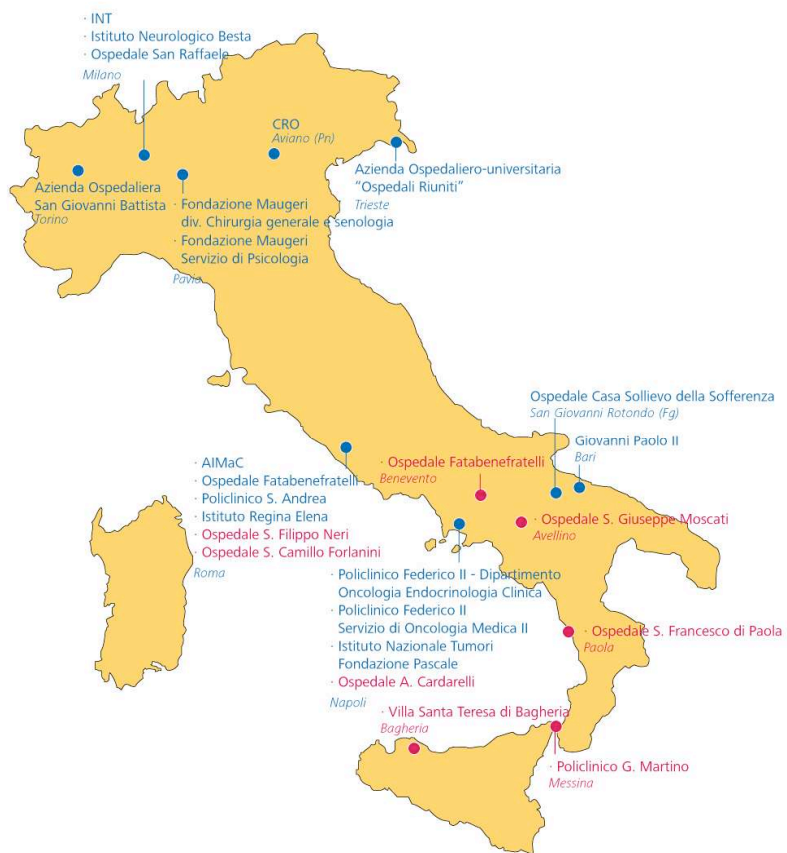 · INT
· Istituto Neurologico Besta
· Ospedale San Raffaele
Milano
CRO
Aviano (Pn)
Azienda Ospedaliero-universitaria
“Ospedali Riuniti”
Trieste
Azienda Ospedaliera
San Giovanni Battista
Torino
· Fondazione Maugeri
div. Chirurgia generale e senologia
· Fondazione Maugeri
Servizio di Psicologia
Pavia
Ospedale Casa Sollievo della Sofferenza
San Giovanni Rotondo (Fg)
Giovanni Paolo II
Bari
· AIMaC
· Ospedale Fatabenefratelli
· Policlinico S. Andrea
· Istituto Regina Elena
· Ospedale S. Filippo Neri
· Ospedale S. Camillo Forlanini
Roma
· Ospedale Fatabenefratelli
Benevento
· Ospedale S. Giuseppe Moscati
Avellino
· Policlinico Federico II - Dipartimento
Oncologia Endocrinologia Clinica
· Policlinico Federico II
Servizio di Oncologia Medica II
· Istituto Nazionale Tumori
Fondazione Pascale
· Ospedale A. Cardarelli
Napoli
· Ospedale S. Francesco di Paola
Paola
· Villa Santa Teresa di Bagheria
Bagheria
· Policlinico G. Martino
Messina